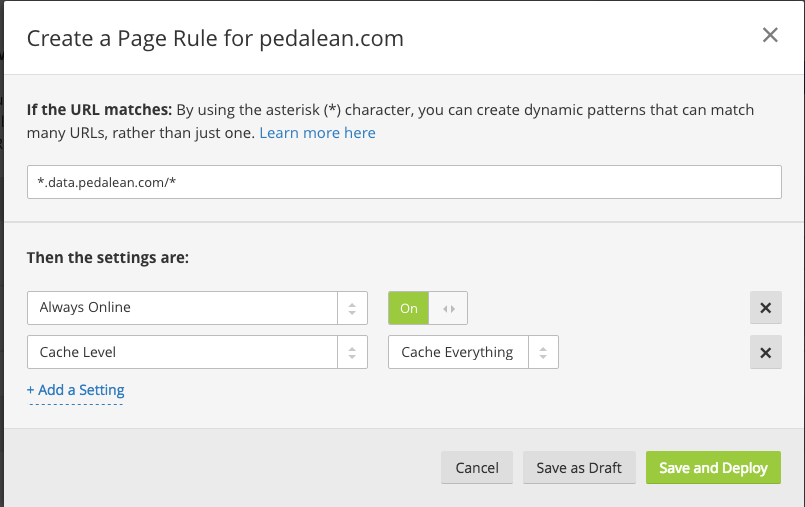 Create a Page Rule for pedalean.com
If the URL matches: By using the asterisk (*) character, you can create dynamic patterns that can match
many URLs, rather than just one. Learn more here
*.data.pedalean.com/*
Then the settings are:
Always Online On
Cache Level Cache Everything
+ Add a Setting
Cancel Save as Draft Save and Deploy